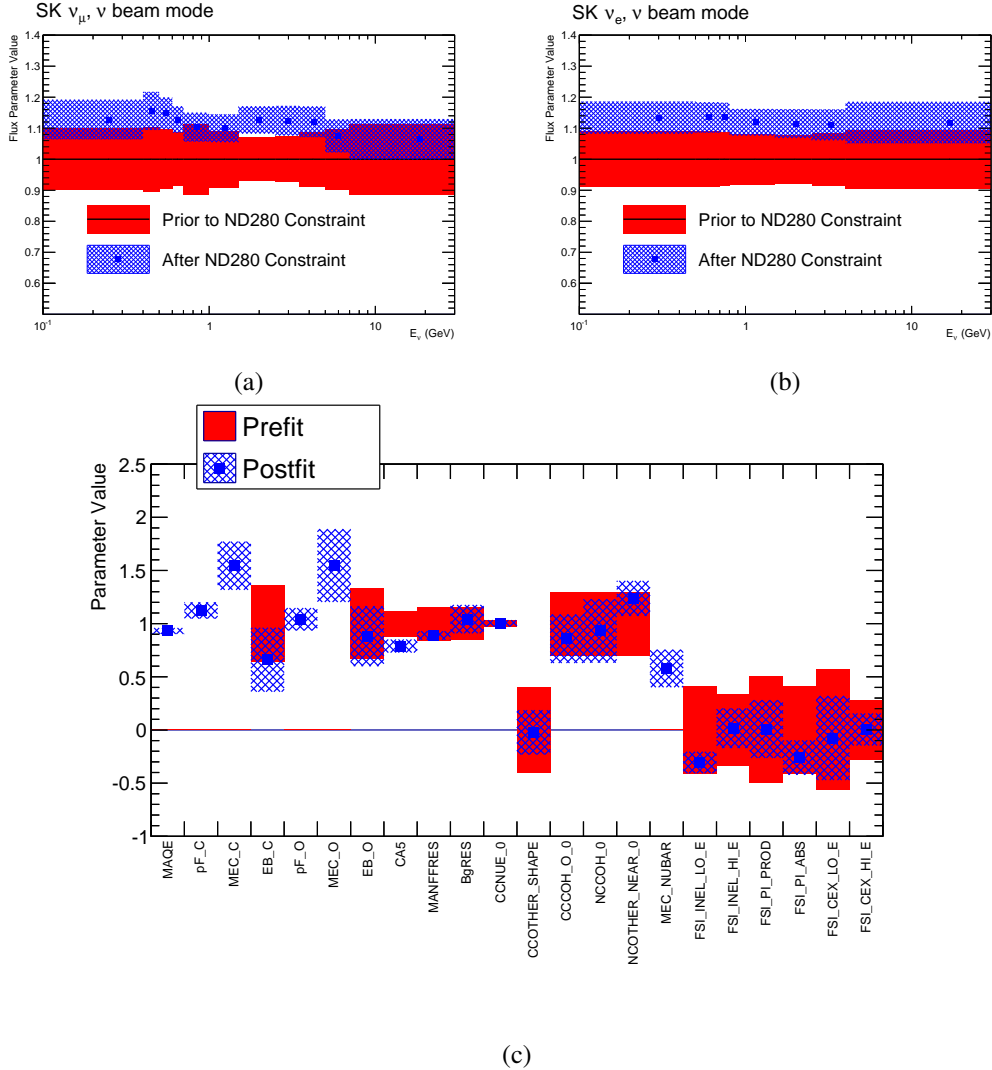 SK νμ, ν beam mode
Flux Parameter Value
1.4
1.3
1.2
1.1
1
0.9
0.8
0.7
0.6
Prior to ND280 Constraint
After ND280 Constraint
10-1
1
10
Eν (GeV)
(a)
SK νe, ν beam mode
Flux Parameter Value
1.4
1.3
1.2
1.1
1
0.9
0.8
0.7
0.6
Prior to ND280 Constraint
After ND280 Constraint
10-1
1
10
Eν (GeV)
(b)
Prefit
Postfit
Parameter Value
2.5
2
1.5
1
0.5
0
-0.5
-1
MAQE
pF_C
MEC_C
EB_C
pF_O
MEC_O
EB_O
CA5
MANFFRES
BgRES
CCNUE_0
CCOTHER_SHAPE
CCCOH_O_0
NCCOH_0
NCOTHER_NEAR_0
MEC_NUBAR
FSI_INEL_LO_E
FSI_INEL_HI_E
FSI_PI_PROD
FSI_PI_ABS
FSI_CEX_LO_E
FSI_CEX_HI_E
(c)